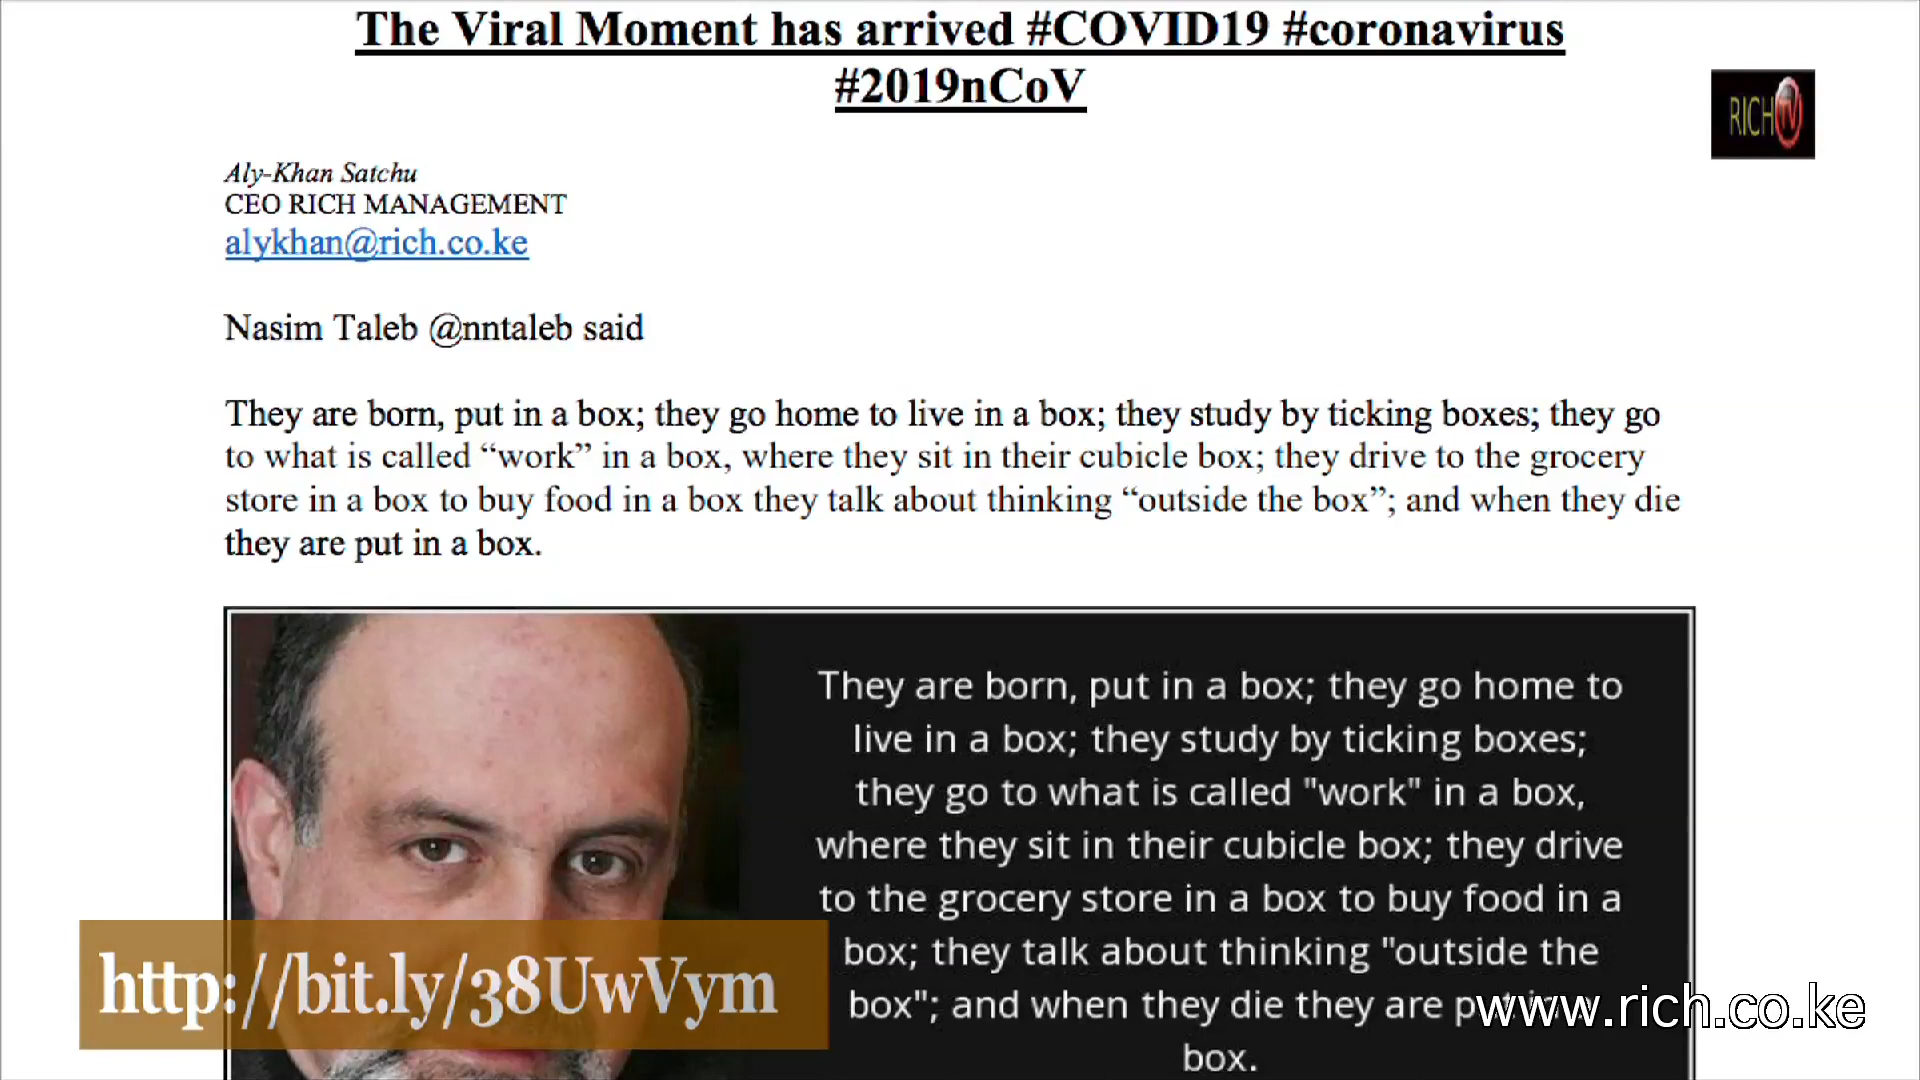 The Viral Moment has arrived #COVID19 #coronavirus
#2019nCoV
RICH TV
Aly-Khan Satchu
CEO RICH MANAGEMENT
alykhan@rich.co.ke
Nasim Taleb @nntaleb said
They are born, put in a box; they go home to live in a box; they study by ticking boxes; they go
to what is called “work” in a box, where they sit in their cubicle box; they drive to the grocery
store in a box to buy food in a box they talk about thinking “outside the box”; and when they die
they are put in a box.
They are born, put in a box; they go home to
live in a box; they study by ticking boxes;
they go to what is called "work" in a box,
where they sit in their cubicle box; they drive
to the grocery store in a box to buy food in a
box; they talk about thinking "outside the
box"; and when they die they are
box.
http://bit.ly/38UwVym
www.rich.co.ke